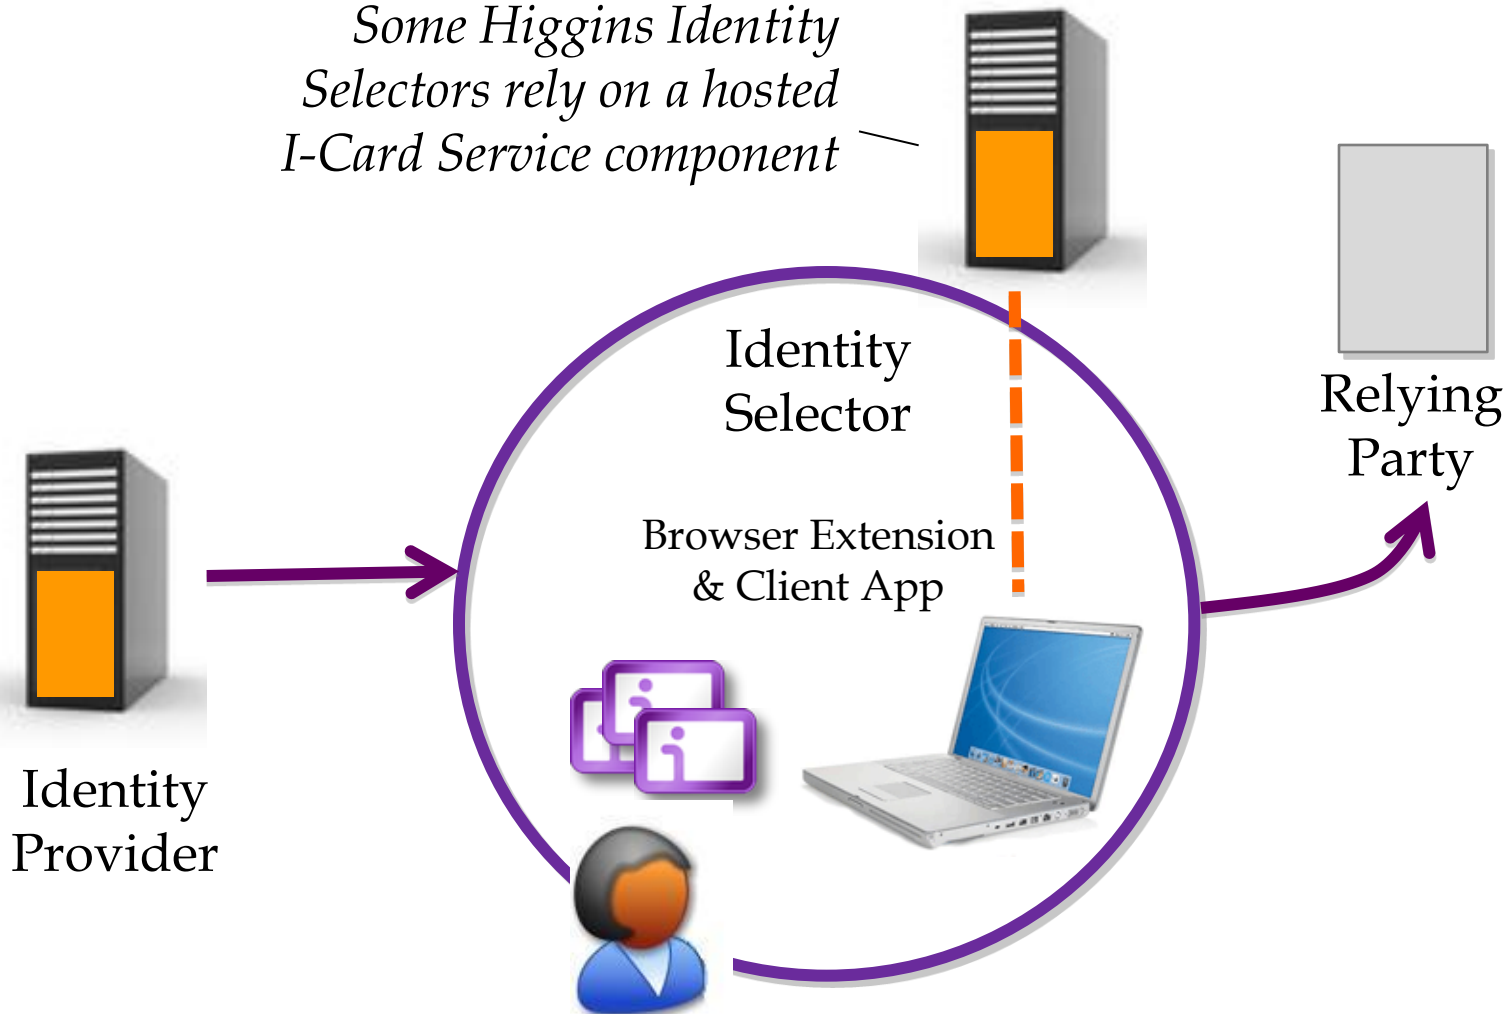 Some Higgins Identity
Selectors rely on a hosted
I-Card Service component
Identity
Selector
Relying
Party
Browser Extension
& Client App
Identity
Provider